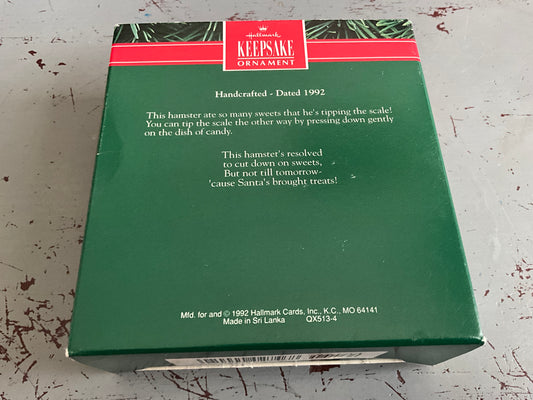 Hallmark
KEEPSAKE
ORNAMENT
Handcrafted - Dated 1992
This hamster ate so many sweets that he's tipping the scale!
You can tip the scale the other way by pressing down gently
on the dish of candy.
This hamstet's resolved
to cut down on sweets,
But not till tomorrow-
'cause Santa's brought treats!
Mfd. for and © 1992 Hallmark Cards, Inc., K.C., MO 64141
Made in Sri Lanka QX513-4